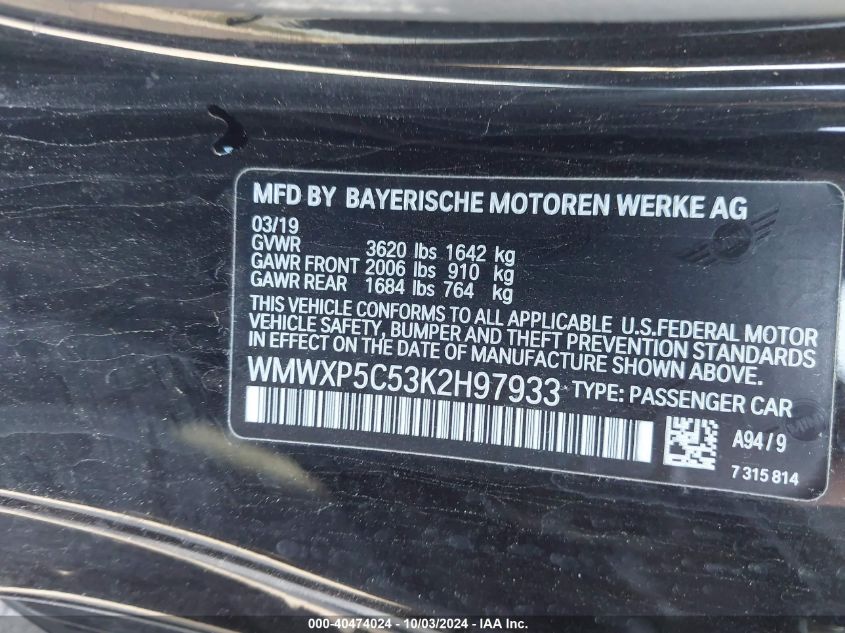 MFD BY BAYERISCHE MOTOREN WERKE AG
03/19
GVWR 3620 lbs 1642 kg
GAWR FRONT 2006 lbs 910 kg
GAWR REAR 1684 lbs 764 kg
THIS VEHICLE CONFORMS TO ALL APPLICABLE U.S.FEDERAL MOTOR
VEHICLE SAFETY, BUMPER AND THEFT PREVENTION STANDARDS
IN EFFECT ON THE DATE OF MANUFACTURE SHOWN ABOVE.
WMWXP5C53K2H97933 TYPE: PASSENGER CAR
A94/9
7 315 814
000-40474024 - 10/03/2024 - IAA Inc.